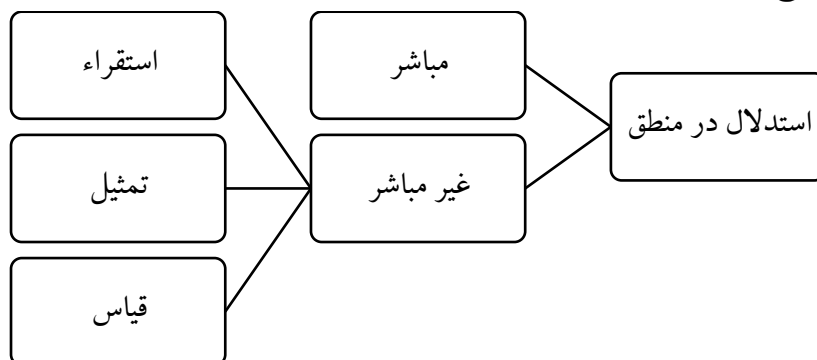 استدلال در منطق
مباشر
غیر مباشر
استقراء
تمثیل
قیاس